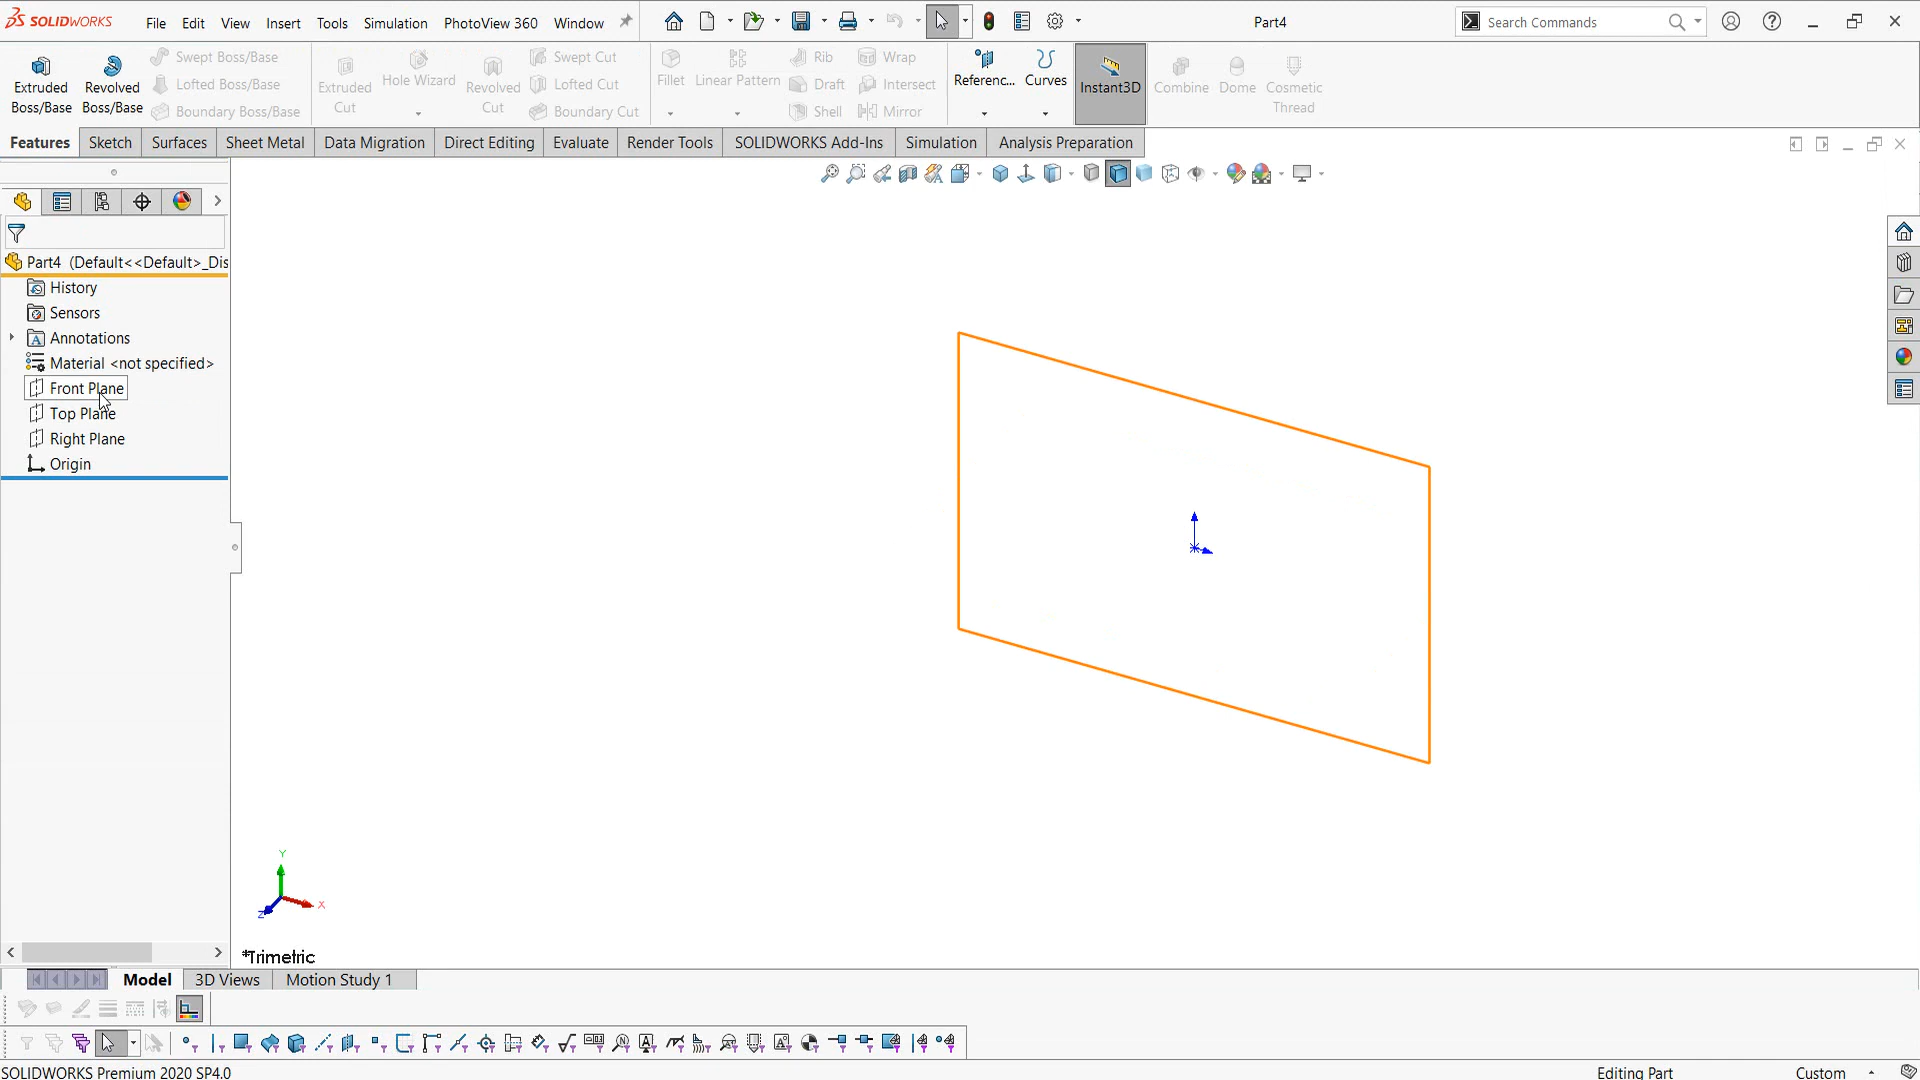 SOLIDWORKS File Edit View Insert Tools Simulation PhotoView 360 Window Part4 Search Commands
Extruded Boss/Base
Revolved Boss/Base
Swept Boss/Base
Lofted Boss/Base
Boundary Boss/Base
Extruded Cut
Hole Wizard
Revolved Cut
Swept Cut
Lofted Cut
Boundary Cut
Fillet
Linear Pattern
Rib
Draft
Shell
Wrap
Intersect
Mirror
Referenc...
Curves
Instant3D
Combine
Dome
Cosmetic Thread
Features Sketch Surfaces Sheet Metal Data Migration Direct Editing Evaluate Render Tools SOLIDWORKS Add-Ins Simulation Analysis Preparation
Part4 (Default<<Default>_Dis
History
Sensors
Annotations
Material <not specified>
Front Plane
Top Plane
Right Plane
Origin
Y
X
Z
*Trimetric
Model 3D Views Motion Study 1
SOLIDWORKS Premium 2020 SP4.0 Editing Part Custom